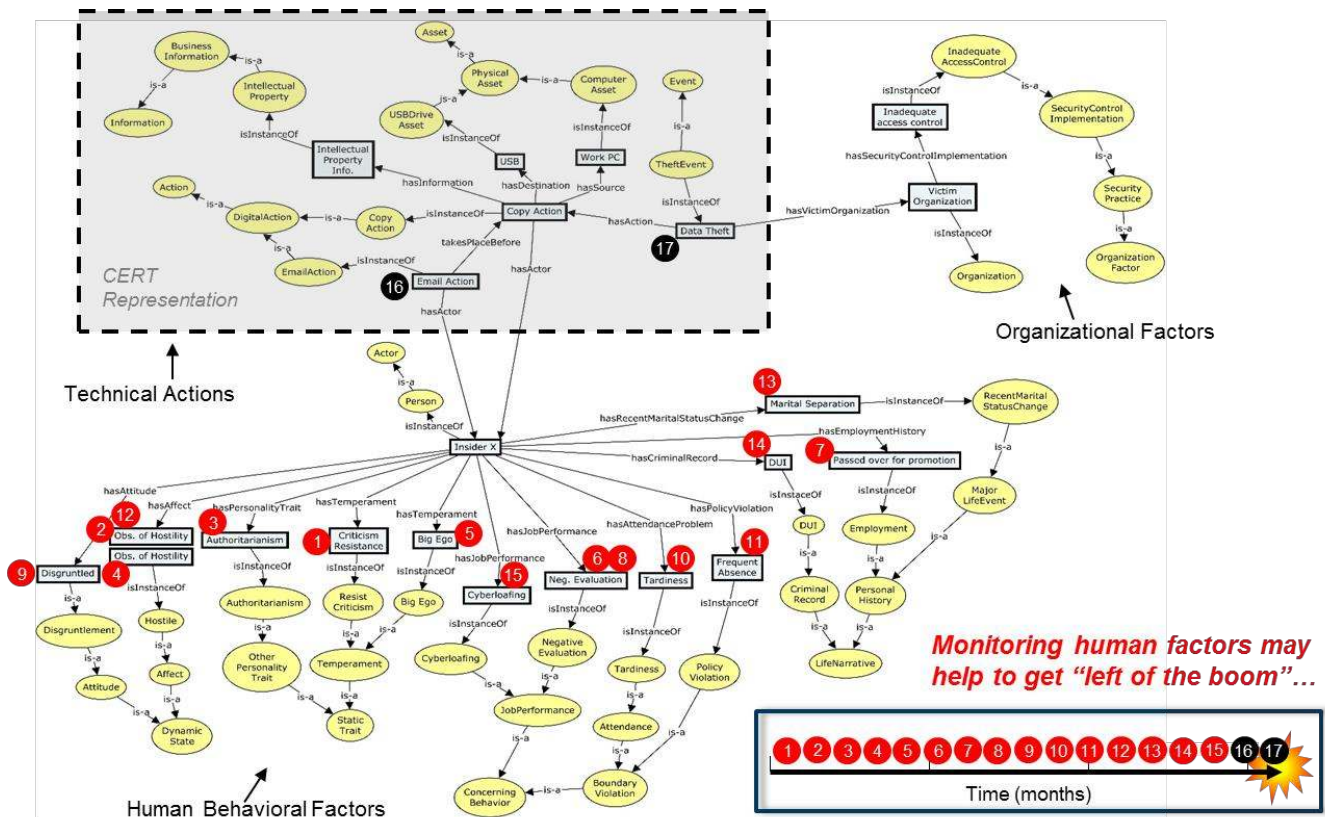 Business
Information
is-a
Information
is-a
Intellectual
Property
isInstanceOf
Intellectual
Property
Info.
hasInformation
Asset
is-a
Physical
Asset
is-a
Computer
Asset
is-a
USBDrive
Asset
isInstanceOf
isInstanceOf
USB
Work PC
hasDestination
hasSource
Event
is-a
TheftEvent
isInstanceOf
hasAction
Data Theft
17
Action
is-a
DigitalAction
is-a
Copy
Action
isInstanceOf
Copy Action
takesPlaceBefore
hasActor
is-a
EmailAction
isInstanceOf
16
Email Action
hasActor
CERT
Representation
Technical Actions
hasVictimOrganization
Inadequate
AccessControl
is-a
isInstanceOf
Inadequate
access control
SecurityControl
Implementation
hasSecurityControlImplementation
is-a
Victim
Organization
Security
Practice
isInstanceOf
is-a
Organization
Organization
Factor
Organizational Factors
Actor
is-a
Person
isInstanceOf
Insider X
13
Marital Separation
isInstanceOf
RecentMarital
StatusChange
hasRecentMaritalStatusChange
hasEmploymentHistory
is-a
14
7
hasCriminalRecord
DUI
Passed over for promotion
isInstaceOf
isInstanceOf
Major
LifeEvent
DUI
Employment
is-a
is-a
is-a
Criminal
Record
Personal
History
is-a
is-a
LifeNarrative
hasAttitude
hasAffect
hasPersonalityTrait
hasTemperament
hasTemperament
hasJobPerformance
hasJobPerformance
hasAttendanceProblem
hasPolicyViolation
2
12
Obs. of Hostility
Obs. of Hostility
4
9
Disgruntled
3
Authoritarianism
1
Criticism
Resistance
Big Ego
5
15
Cyberloafing
6
8
Neg. Evaluation
10
Tardiness
11
Frequent
Absence
is-a
isInstanceOf
isInstanceOf
isInstanceOf
isInstanceOf
isInstanceOf
isInstanceOf
isInstanceOf
isInstanceOf
Disgruntlement
Hostile
Authoritarianism
Resist
Criticism
Big Ego
Cyberloafing
Negative
Evaluation
Tardiness
Policy
Violation
is-a
is-a
is-a
is-a
is-a
is-a
is-a
is-a
is-a
Attitude
Affect
Other
Personality
Trait
Temperament
JobPerformance
Attendance
is-a
is-a
is-a
is-a
is-a
is-a
Dynamic
State
Static
Trait
Concerning
Behavior
is-a
Boundary
Violation
Human Behavioral Factors
Monitoring human factors may
help to get “left of the boom”...
1 2 3 4 5 6 7 8 9 10 11 12 13 14 15 16 17
Time (months)